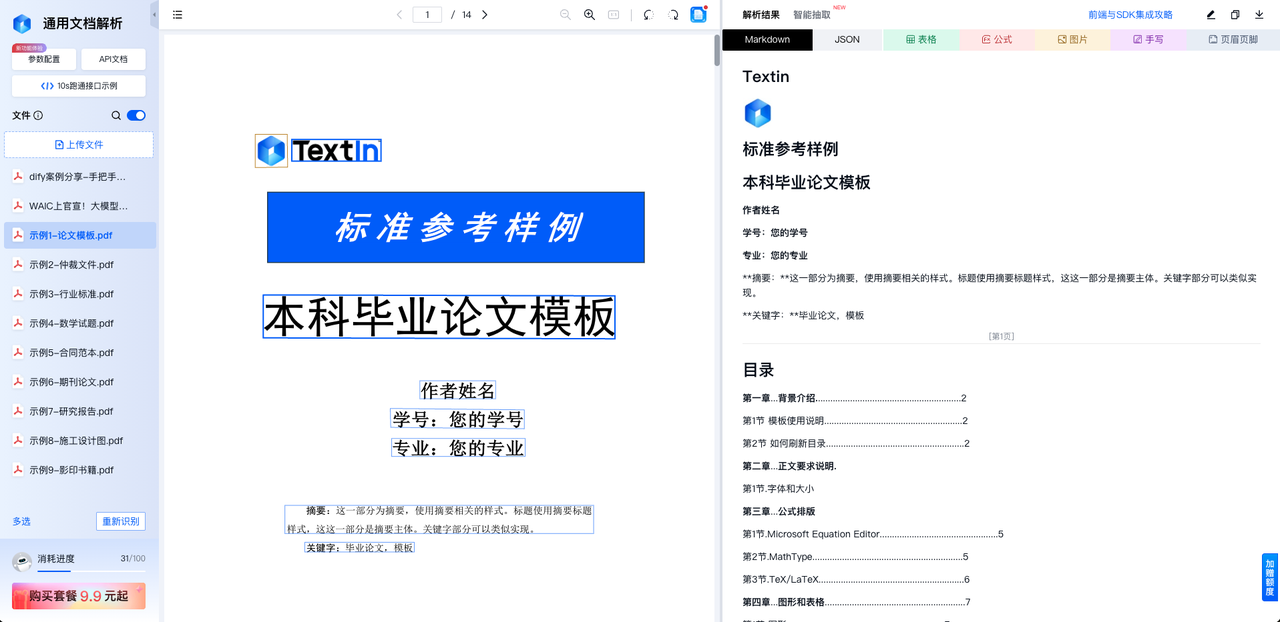 通用文档解析
新功能体验
参数配置
API文档
</> 10s跑通接口示例
文件
上传文件
dify案例分享-手把手...
WAIC上官宣！大模型...
示例1-论文模板.pdf
示例2-仲裁文件.pdf
示例3-行业标准.pdf
示例4-数学试题.pdf
示例5-合同范本.pdf
示例6-期刊论文.pdf
示例7-研究报告.pdf
示例8-施工设计图.pdf
示例9-影印书籍.pdf
多选
重新识别
消耗进度 31/100
购买套餐 9.9 元起
1 / 14
TextIn
标准参考样例
本科毕业论文模板
作者姓名
学号：您的学号
专业：您的专业
摘要：这一部分为摘要，使用摘要相关的样式。标题使用摘要标题
样式，这这一部分是摘要主体。关键字部分可以类似实现。
关键字：毕业论文，模板
解析结果 智能抽取 NEW 前端与SDK集成攻略
Markdown JSON 表格 公式 图片 手写 页眉页脚
Textin
标准参考样例
本科毕业论文模板
作者姓名
学号：您的学号
专业：您的专业
**摘要：**这一部分为摘要，使用摘要相关的样式。标题使用摘要标题样式，这这一部分是摘要主体。关键字部分可以类似实
现。
**关键字：**毕业论文，模板
[第1页]
目录
第一章...背景介绍.......................................................2
第1节 模板使用说明....................................................2
第2节 如何刷新目录....................................................2
第二章...正文要求说明.
第1节.字体和大小
第三章...公式排版
第1节.Microsoft Equation Editor.............................................5
第2节.MathType.........................................................5
第3节.TeX/LaTeX.......................................................6
第四章...图形和表格.....................................................7
加赠额度